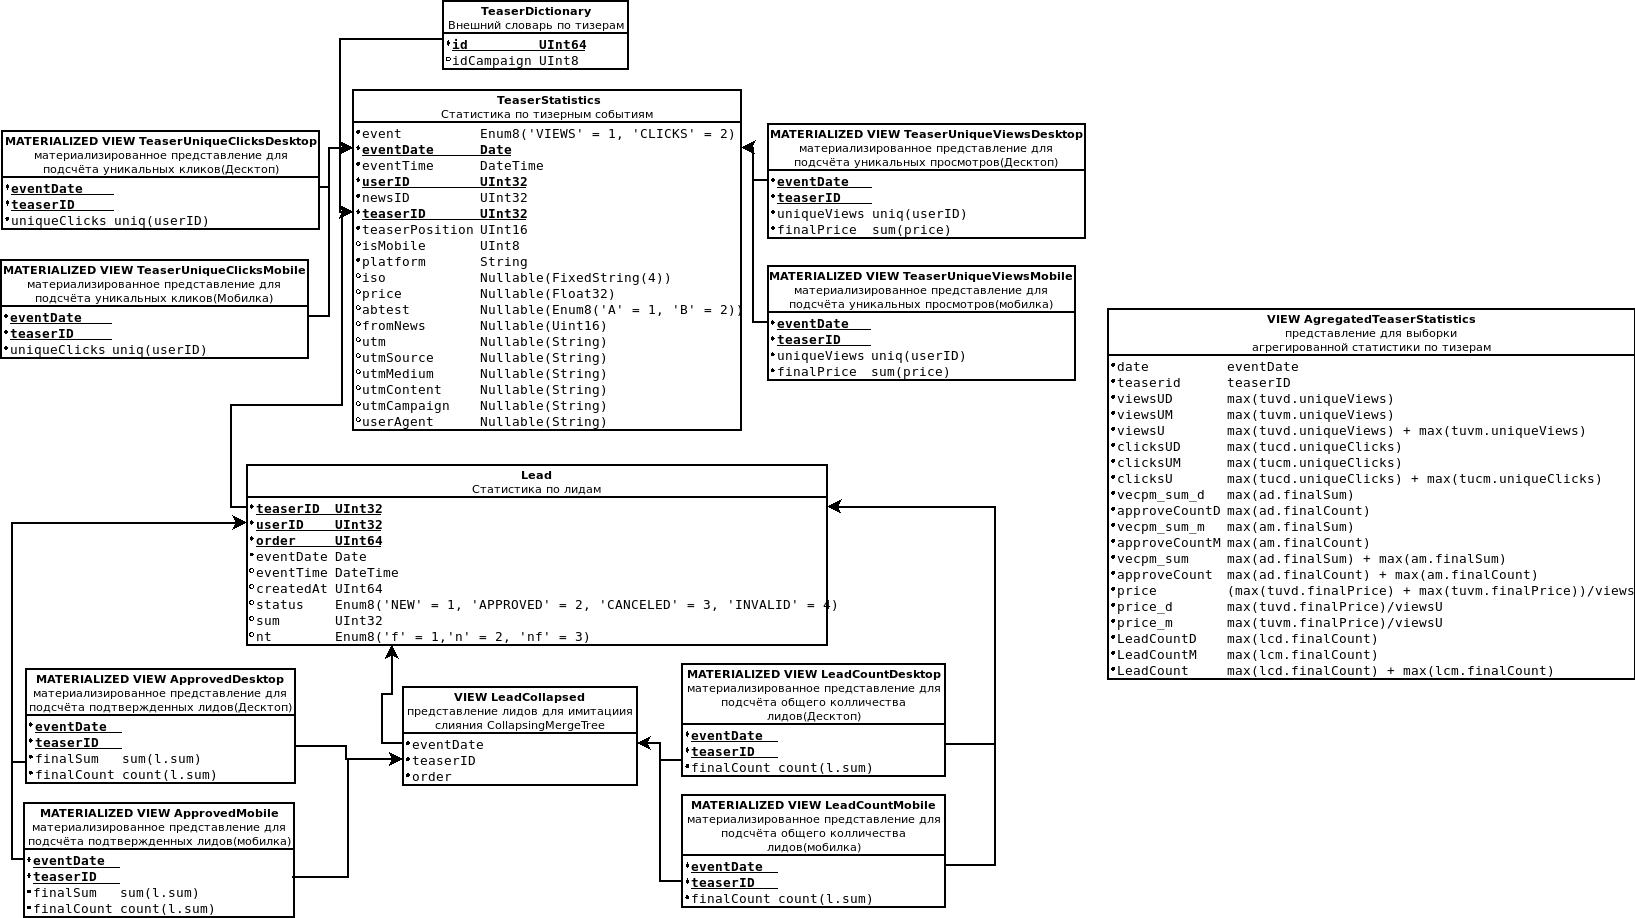 TeaserDictionary
Внешний словарь по тизерам
id UInt64
idCampaign UInt8
TeaserStatistics
Статистика по тизерным событиям
event Enum8('VIEWS' = 1, 'CLICKS' = 2)
eventDate Date
eventTime DateTime
userID UInt32
newsID UInt32
teaserID UInt32
teaserPosition UInt16
isMobile UInt8
platform String
iso Nullable(FixedString(4))
price Nullable(Float32)
abtest Nullable(Enum8('A' = 1, 'B' = 2))
fromNews Nullable(Uint16)
utm Nullable(String)
utmSource Nullable(String)
utmMedium Nullable(String)
utmContent Nullable(String)
utmCampaign Nullable(String)
userAgent Nullable(String)
MATERIALIZED VIEW TeaserUniqueClicksDesktop
материализированное представление для
подсчёта уникальных кликов(Десктоп)
eventDate
teaserID
uniqueClicks uniq(userID)
MATERIALIZED VIEW TeaserUniqueClicksMobile
материализированное представление для
подсчёта уникальных кликов(Мобилка)
eventDate
teaserID
uniqueClicks uniq(userID)
MATERIALIZED VIEW TeaserUniqueViewsDesktop
материализированное представление для
подсчёта уникальных просмотров(Десктоп)
eventDate
teaserID
uniqueViews uniq(userID)
finalPrice sum(price)
MATERIALIZED VIEW TeaserUniqueViewsMobile
материализированное представление для
подсчёта уникальных просмотров(мобилка)
eventDate
teaserID
uniqueViews uniq(userID)
finalPrice sum(price)
VIEW AgregatedTeaserStatistics
представление для выборки
агрегированной статистики по тизерам
date eventDate
teaserid teaserID
viewsUD max(tuvd.uniqueViews)
viewsUM max(tuvm.uniqueViews)
viewsU max(tuvd.uniqueViews) + max(tuvm.uniqueViews)
clicksUD max(tucd.uniqueClicks)
clicksUM max(tucm.uniqueClicks)
clicksU max(tucd.uniqueClicks) + max(tucm.uniqueClicks)
vecpm_sum_d max(ad.finalSum)
approveCountD max(ad.finalCount)
vecpm_sum_m max(am.finalSum)
approveCountM max(am.finalCount)
vecpm_sum max(ad.finalSum) + max(am.finalSum)
approveCount max(ad.finalCount) + max(am.finalCount)
price (max(tuvd.finalPrice) + max(tuvm.finalPrice))/views
price_d max(tuvd.finalPrice)/viewsU
price_m max(tuvm.finalPrice)/viewsU
LeadCountD max(lcd.finalCount)
LeadCountM max(lcm.finalCount)
LeadCount max(lcd.finalCount) + max(lcm.finalCount)
Lead
Статистика по лидам
teaserID UInt32
userID UInt32
order UInt64
eventDate Date
eventTime DateTime
createdAt UInt64
status Enum8('NEW' = 1, 'APPROVED' = 2, 'CANCELED' = 3, 'INVALID' = 4)
sum UInt32
nt Enum8('f' = 1,'n' = 2, 'nf' = 3)
MATERIALIZED VIEW ApprovedDesktop
материализированное представление для
подсчёта подтвержденных лидов(Десктоп)
eventDate
teaserID
finalSum sum(l.sum)
finalCount count(l.sum)
MATERIALIZED VIEW ApprovedMobile
материализированное представление для
подсчёта подтвержденных лидов(мобилка)
eventDate
teaserID
finalSum sum(l.sum)
finalCount count(l.sum)
VIEW LeadCollapsed
представление лидов для имитациия
слияния CollapsingMergeTree
eventDate
teaserID
order
MATERIALIZED VIEW LeadCountDesktop
материализированное представление для
подсчёта общего колличества
лидов(Десктоп)
eventDate
teaserID
finalCount count(l.sum)
MATERIALIZED VIEW LeadCountMobile
материализированное представление для
подсчёта общего колличества
лидов(мобилка)
eventDate
teaserID
finalCount count(l.sum)